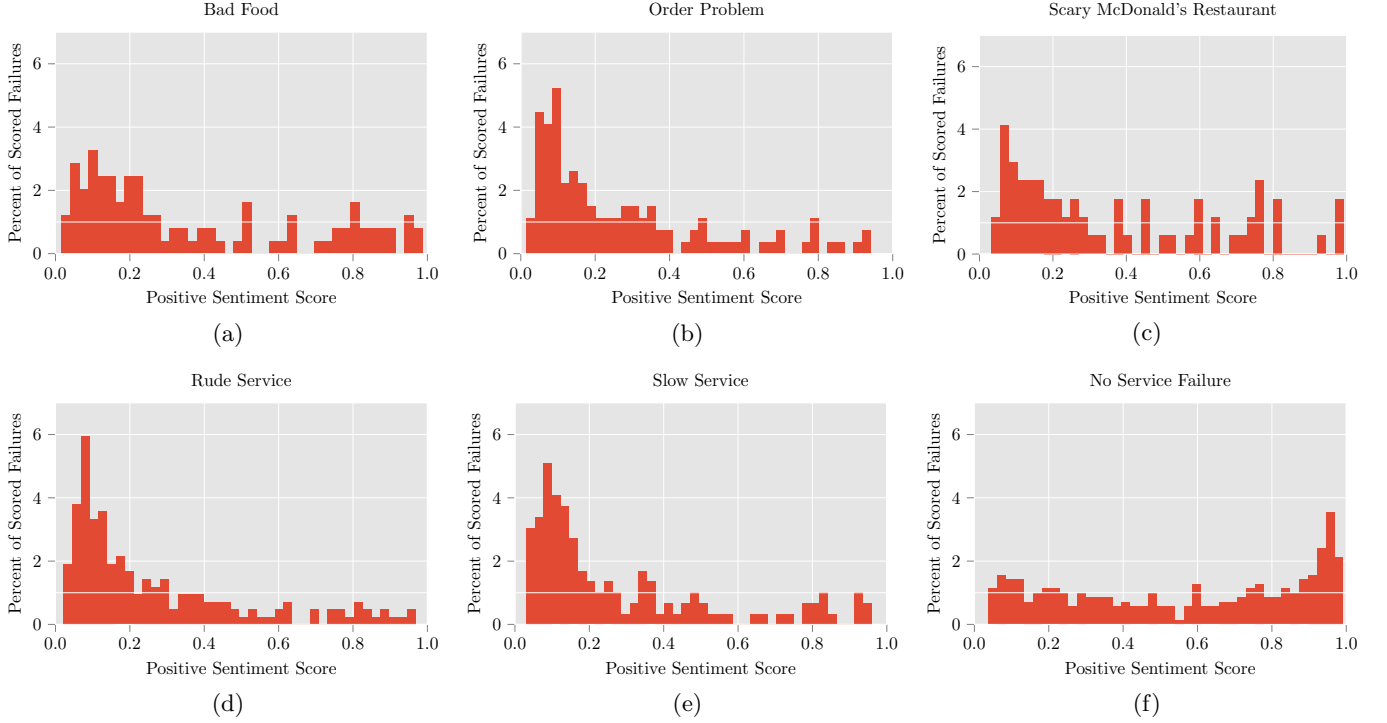 Bad Food
Percent of Scored Failures
6
4
2
0
0.0 0.2 0.4 0.6 0.8 1.0
Positive Sentiment Score
(a)
Order Problem
Percent of Scored Failures
6
4
2
0
0.0 0.2 0.4 0.6 0.8 1.0
Positive Sentiment Score
(b)
Scary McDonald's Restaurant
Percent of Scored Failures
6
4
2
0
0.0 0.2 0.4 0.6 0.8 1.0
Positive Sentiment Score
(c)
Rude Service
Percent of Scored Failures
6
4
2
0
0.0 0.2 0.4 0.6 0.8 1.0
Positive Sentiment Score
(d)
Slow Service
Percent of Scored Failures
6
4
2
0
0.0 0.2 0.4 0.6 0.8 1.0
Positive Sentiment Score
(e)
No Service Failure
Percent of Scored Failures
6
4
2
0
0.0 0.2 0.4 0.6 0.8 1.0
Positive Sentiment Score
(f)